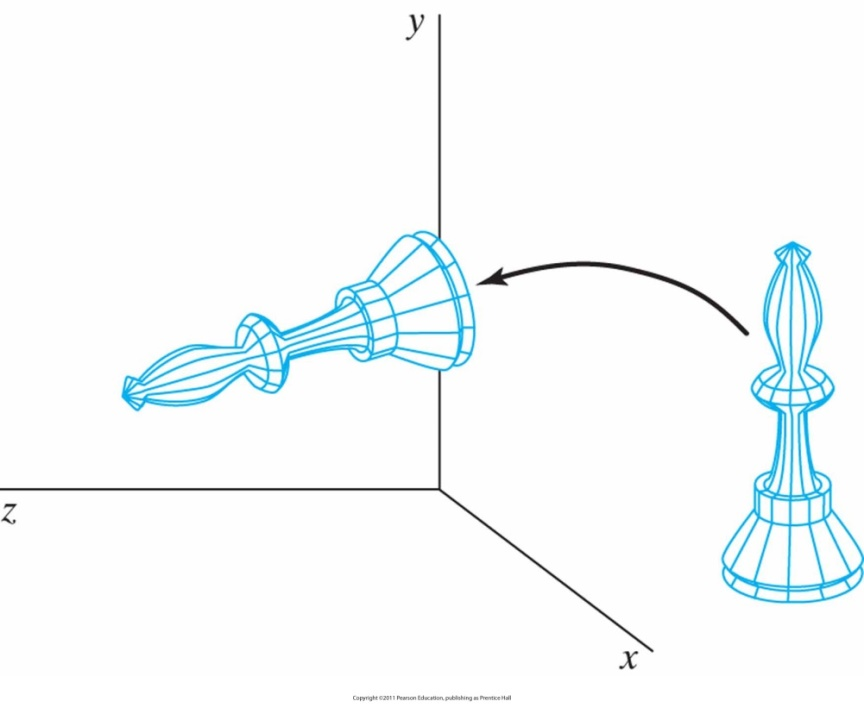 y
z
x
Copyright ©2011 Pearson Education, publishing as Prentice Hall